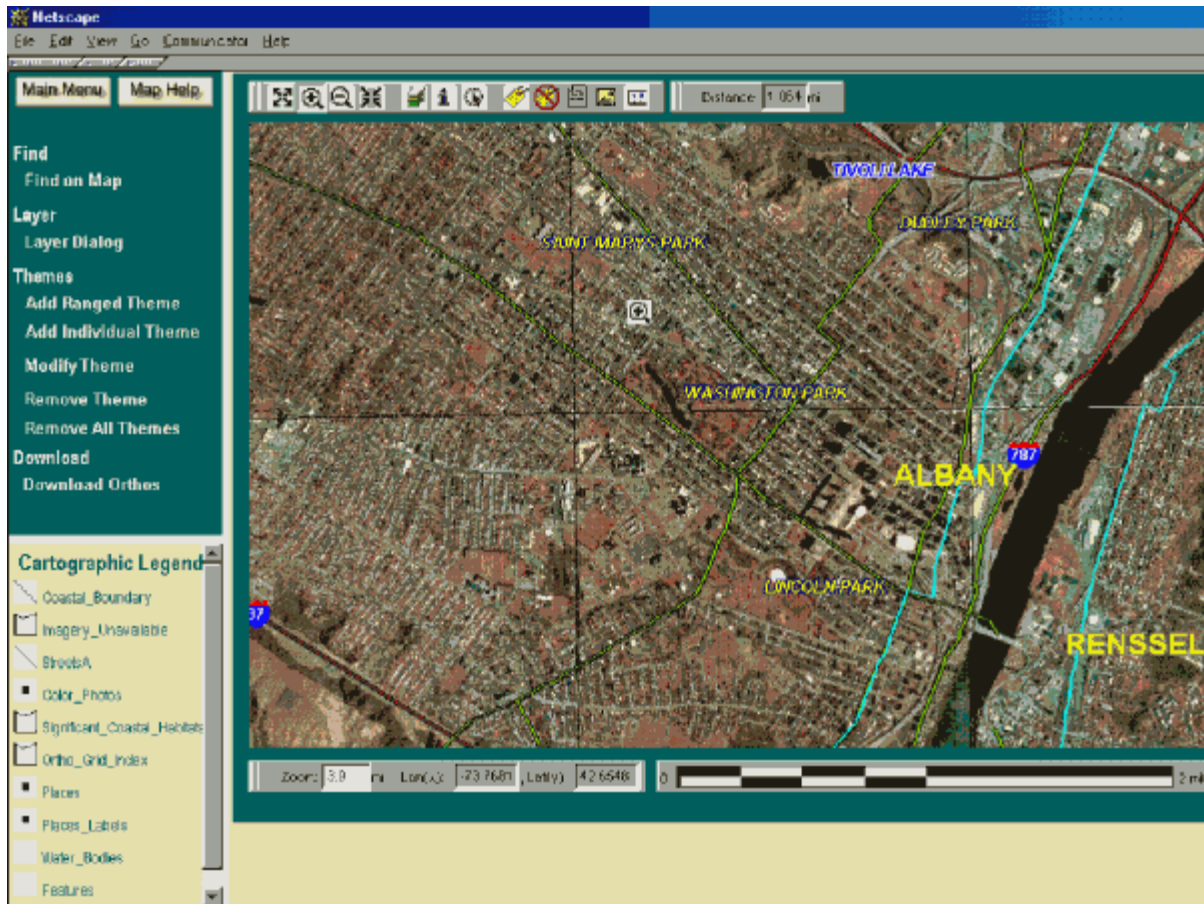 Netscape
File Edit View Go Communicator Help
Main Menu Map Help
Distance: 1.064 mi
Find
Find on Map
Layer
Layer Dialog
Themes
Add Ranged Theme
Add Individual Theme
Modify Theme
Remove Theme
Remove All Themes
Download
Download Orthos
TIVOLI LAKE
DUDLEY PARK
SAINT MARYS PARK
WASHINGTON PARK
787
ALBANY
LINCOLN PARK
RENSSEL
Cartographic Legend
Coastal_Boundary
Imagery_Unavailable
StreetsA
Color_Photos
Significant_Coastal_Habitats
Ortho_Grid_Index
Places
Places_Labels
Water_Bodies
Features
Zoom: 3.9 mi Lon(x): -73.7681 , Lat(y): 42.6548
0 2 mi